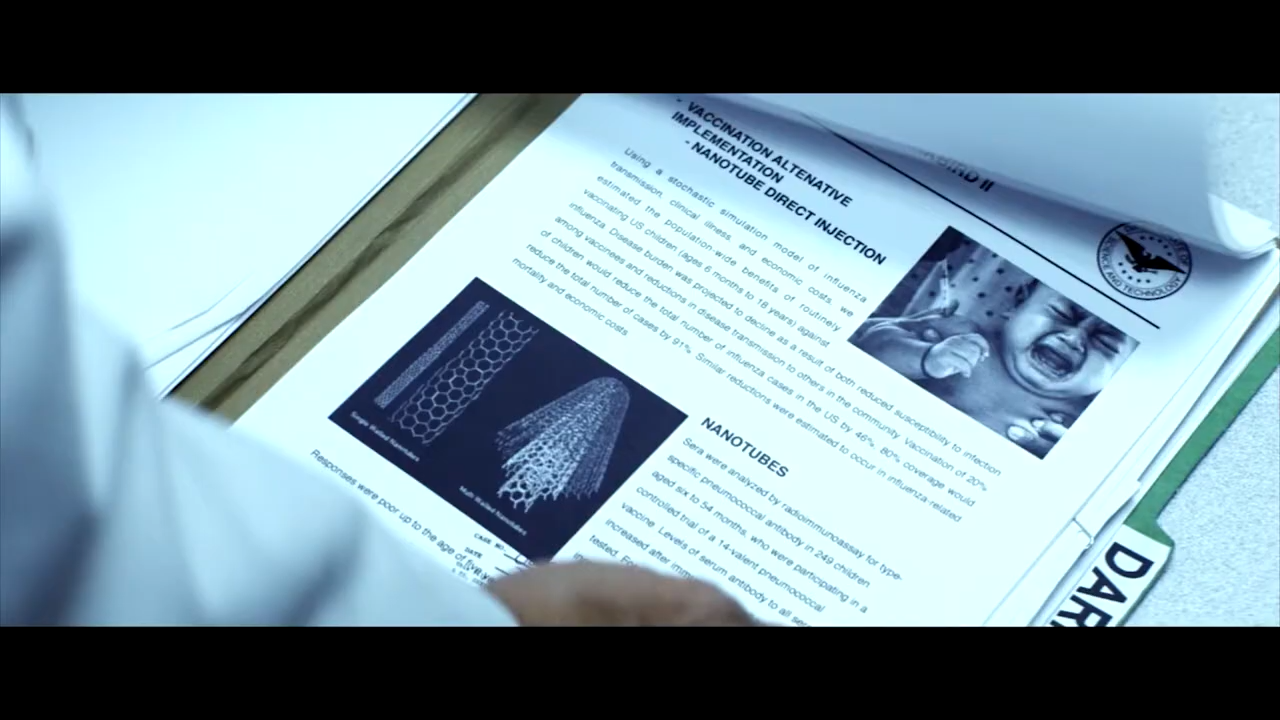 - VACCINATION ALTENATIVE
IMPLEMENTATION
- NANOTUBE DIRECT INJECTION
BIRD II
SCIENCE AND TECHNOLOGY
Using a stochastic simulation model of influenza
transmission, clinical illness, and economic costs, we
estimated the population-wide benefits of routinely
vaccinating US children (ages 6 months to 18 years) against
influenza. Disease burden was projected to decline as a result of both reduced susceptibility to infection
among vaccinees and reductions in disease transmission to others in the community. Vaccination of 20%
of children would reduce the total number of influenza cases in the US by 46%. 80% coverage would
reduce the total number of cases by 91%. Similar reductions were estimated to occur in influenza-related
mortality and economic costs.
Single Walled Nanotubes
Multi Walled Nanotubes
NANOTUBES
Sera were analyzed by radioimmunoassay for type-
specific pneumococcal antibody in 249 children
aged six to 54 months, who were participating in a
controlled trial of a 14-valent pneumococcal
vaccine. Levels of serum antibody to all
increased after
tested.
Responses were poor up to the age of
CASE NO.
DATE
DAR